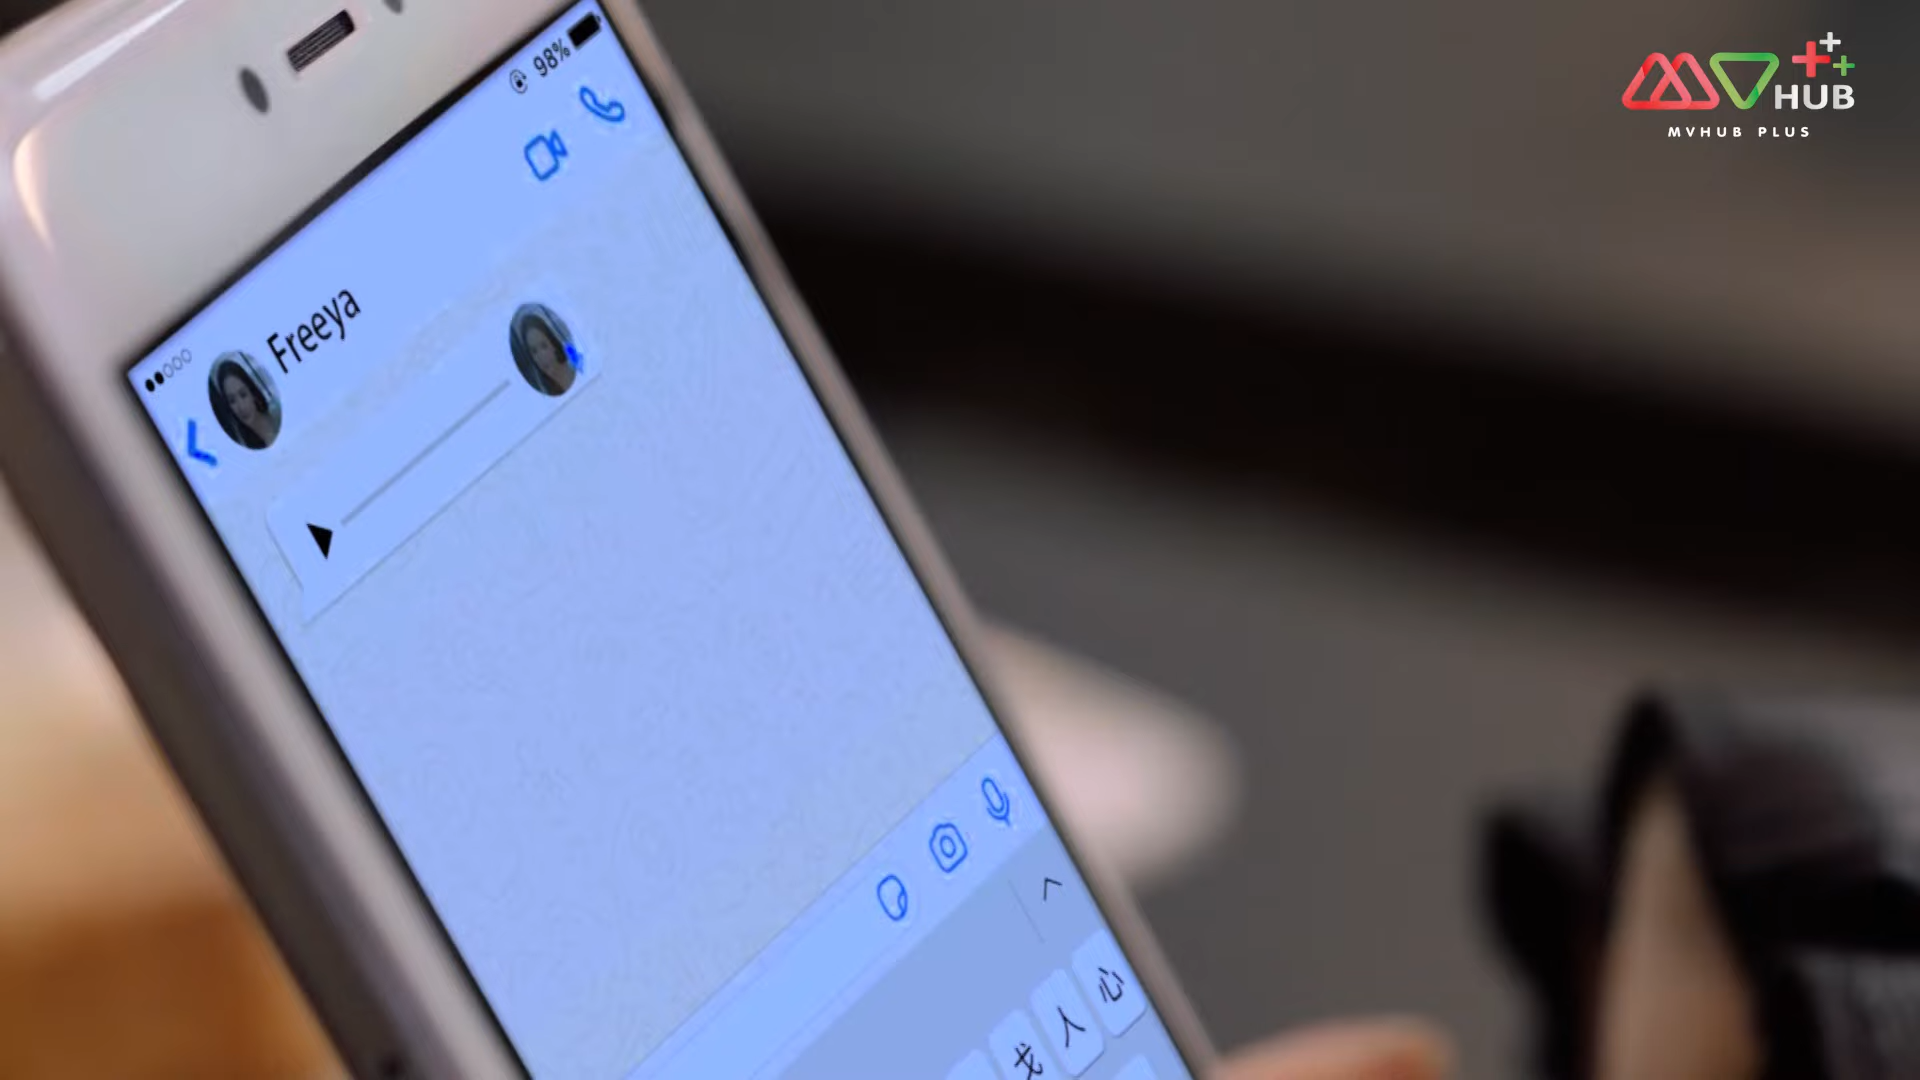 98%
Freeya
心
人
戈
HUB
MVHUB PLUS